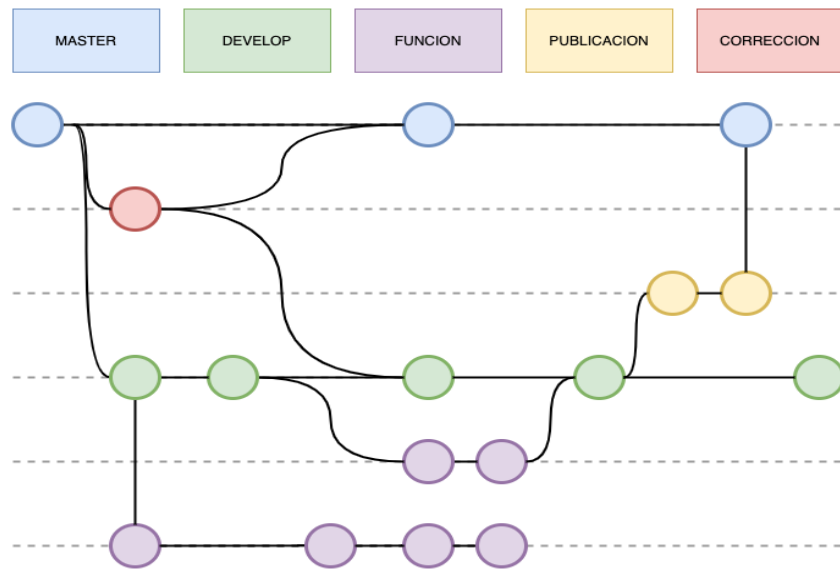 MASTER
DEVELOP
FUNCION
PUBLICACION
CORRECCION